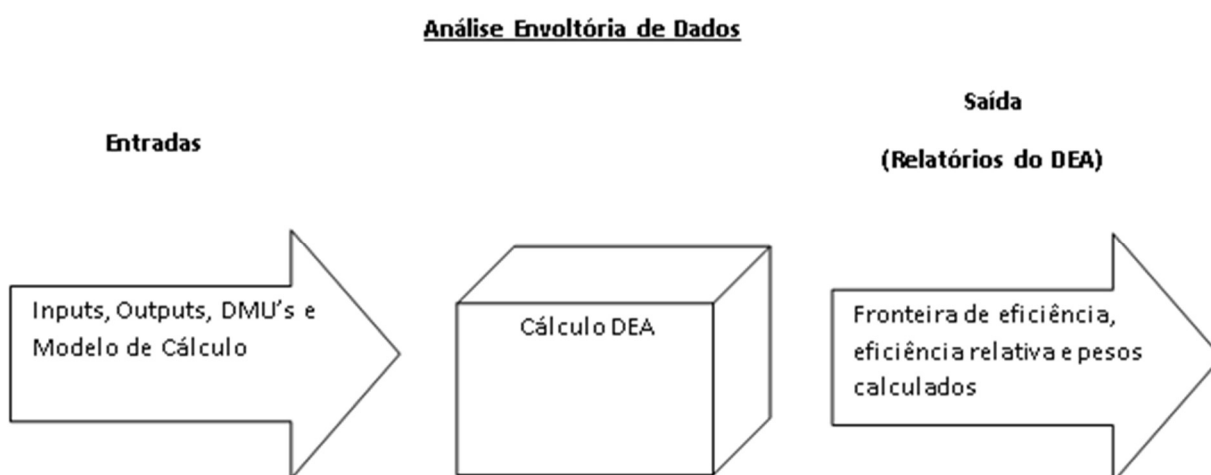 Análise Envoltória de Dados
Entradas
Saída
(Relatórios do DEA)
Inputs, Outputs, DMU's e
Modelo de Cálculo
Cálculo DEA
Fronteira de eficiência,
eficiência relativa e pesos
calculados